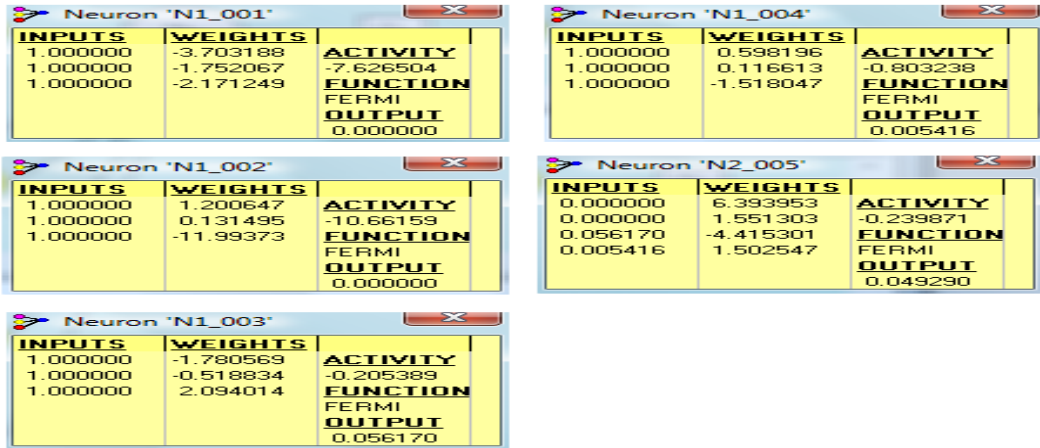 Neuron 'N1_001'
INPUTS WEIGHTS
1.000000 -3.703188 ACTIVITY
1.000000 -1.752067 -7.626504
1.000000 -2.171249 FUNCTION
FERMI
OUTPUT
0.000000
Neuron 'N1_002'
INPUTS WEIGHTS
1.000000 1.200647 ACTIVITY
1.000000 0.131495 -10.66159
1.000000 -11.99373 FUNCTION
FERMI
OUTPUT
0.000000
Neuron 'N1_003'
INPUTS WEIGHTS
1.000000 -1.780569 ACTIVITY
1.000000 -0.518834 -0.205389
1.000000 2.094014 FUNCTION
FERMI
OUTPUT
0.056170
Neuron 'N1_004'
INPUTS WEIGHTS
1.000000 0.598196 ACTIVITY
1.000000 0.116613 -0.803238
1.000000 -1.518047 FUNCTION
FERMI
OUTPUT
0.005416
Neuron 'N2_005'
INPUTS WEIGHTS
0.000000 6.393953 ACTIVITY
0.000000 1.551303 -0.239871
0.056170 -4.415301 FUNCTION
0.005416 1.502547 FERMI
OUTPUT
0.049290